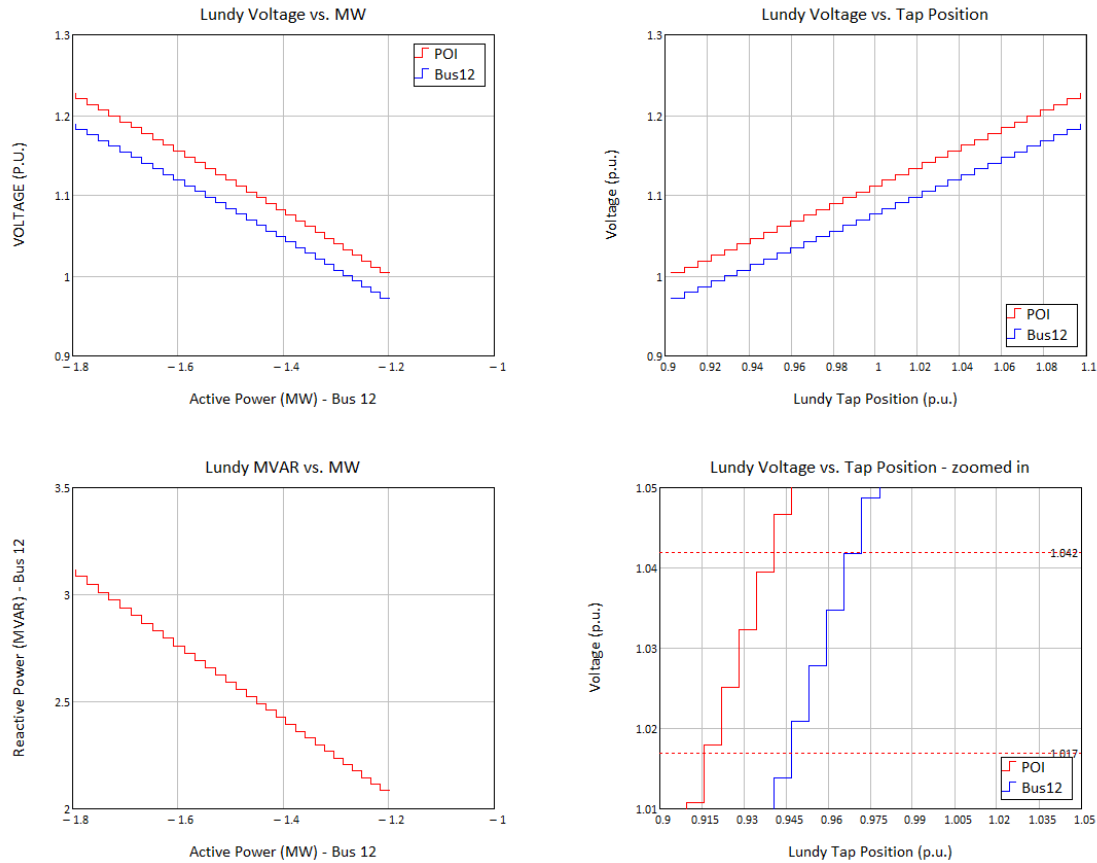 Lundy Voltage vs. MW
1.3
1.2
1.1
1
0.9
VOLTAGE (P.U.)
POI
Bus12
−1.8
−1.6
−1.4
−1.2
−1
Active Power (MW) - Bus 12
Lundy Voltage vs. Tap Position
1.3
1.2
1.1
1
0.9
Voltage (p.u.)
POI
Bus12
0.9
0.92
0.94
0.96
0.98
1
1.02
1.04
1.06
1.08
1.1
Lundy Tap Position (p.u.)
Lundy MVAR vs. MW
3.5
3
2.5
2
Reactive Power (MVAR) - Bus 12
−1.8
−1.6
−1.4
−1.2
−1
Active Power (MW) - Bus 12
Lundy Voltage vs. Tap Position - zoomed in
1.05
1.04
1.03
1.02
1.01
Voltage (p.u.)
1.042
1.017
POI
Bus12
0.9
0.915
0.93
0.945
0.96
0.975
0.99
1.005
1.02
1.035
1.05
Lundy Tap Position (p.u.)